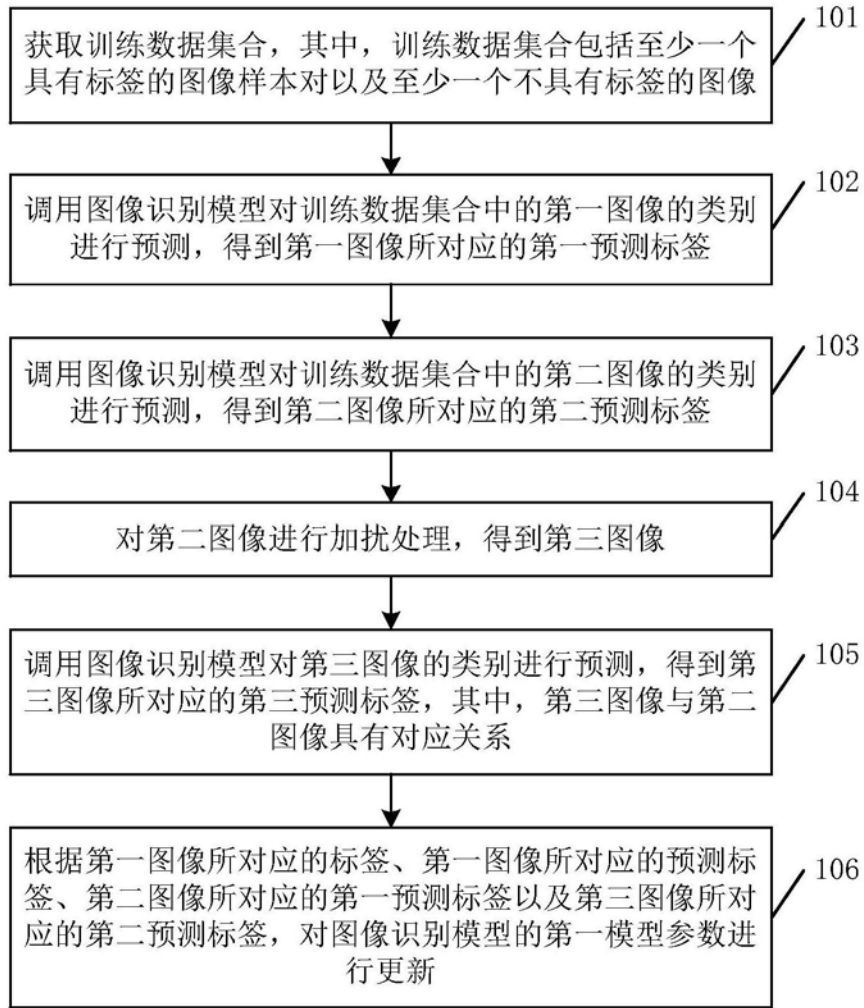 获取训练数据集合，其中，训练数据集合包括至少一个
具有标签的图像样本对以及至少一个不具有标签的图像
101
调用图像识别模型对训练数据集合中的第一图像的类别
进行预测，得到第一图像所对应的第一预测标签
102
调用图像识别模型对训练数据集合中的第二图像的类别
进行预测，得到第二图像所对应的第二预测标签
103
对第二图像进行加扰处理，得到第三图像
104
调用图像识别模型对第三图像的类别进行预测，得到第
三图像所对应的第三预测标签，其中，第三图像与第二
图像具有对应关系
105
根据第一图像所对应的标签、第一图像所对应的预测标
签、第二图像所对应的第一预测标签以及第三图像所对
应的第二预测标签，对图像识别模型的第一模型参数进
行更新
106